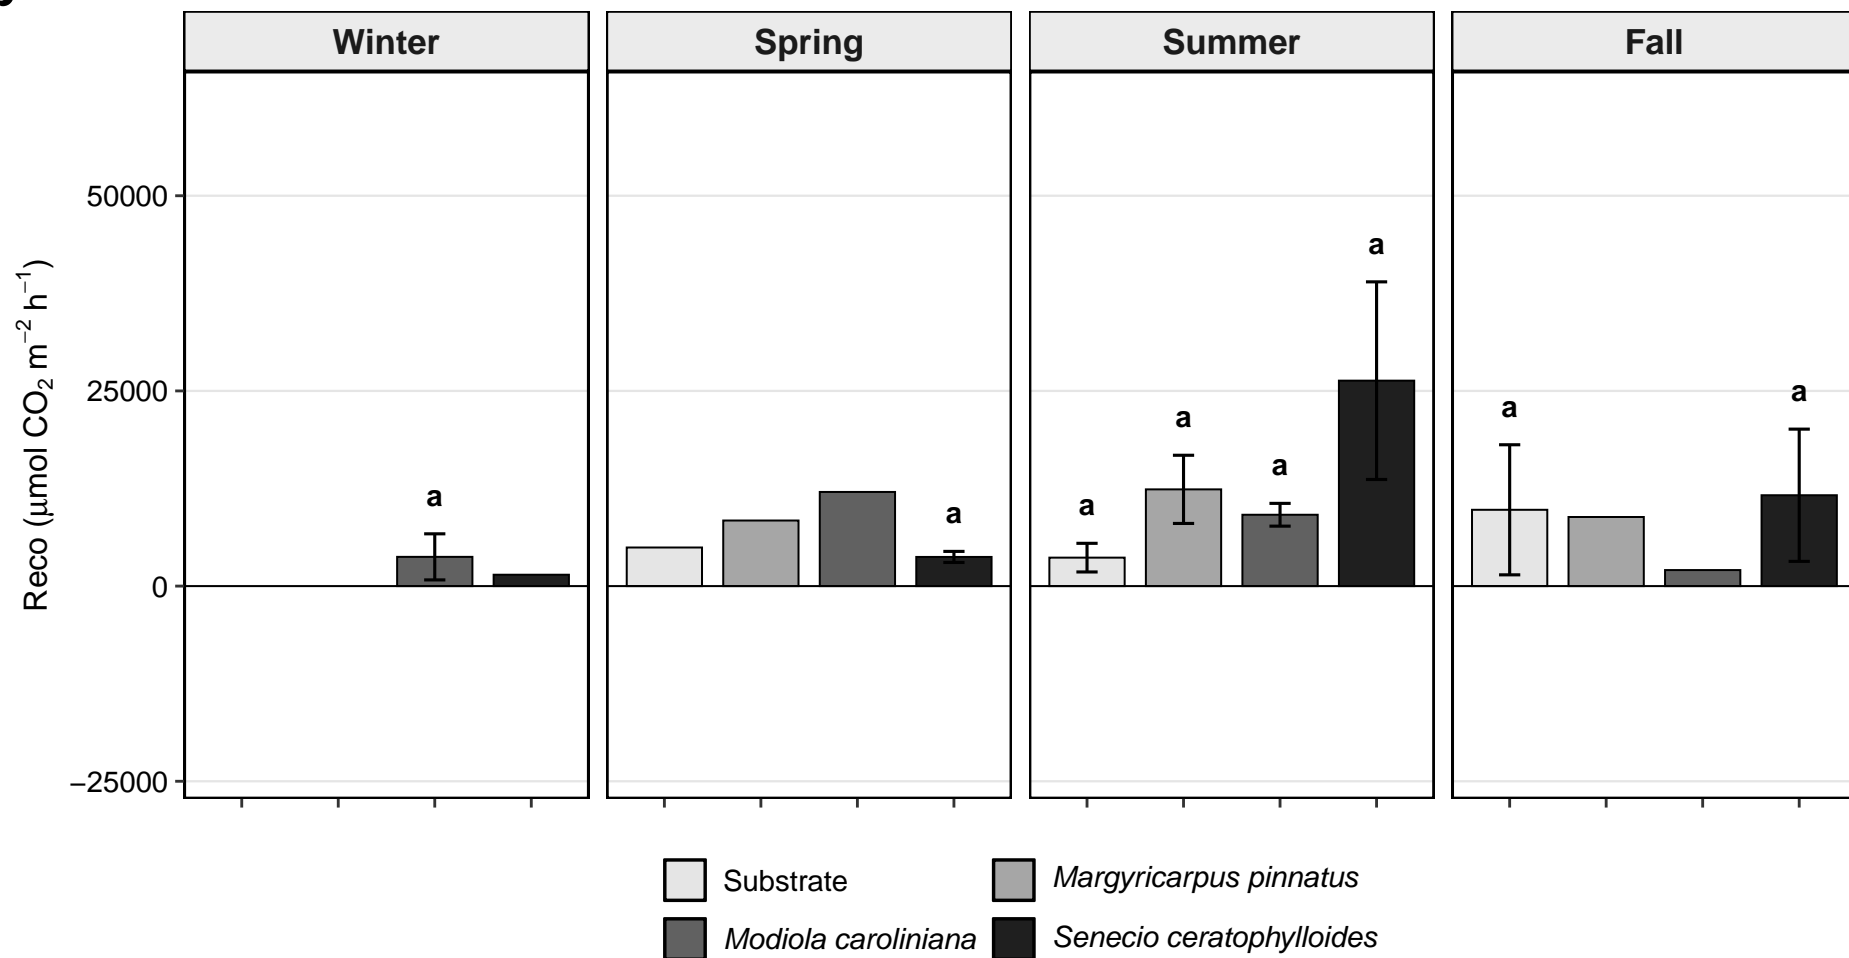 Winter Spring Summer Fall
Reco (μmol CO₂ m⁻² h⁻¹)
50000
25000
0
−25000
a
a
a a a a
a a
Substrate Margyricarpus pinnatus
Modiola caroliniana Senecio ceratophylloides